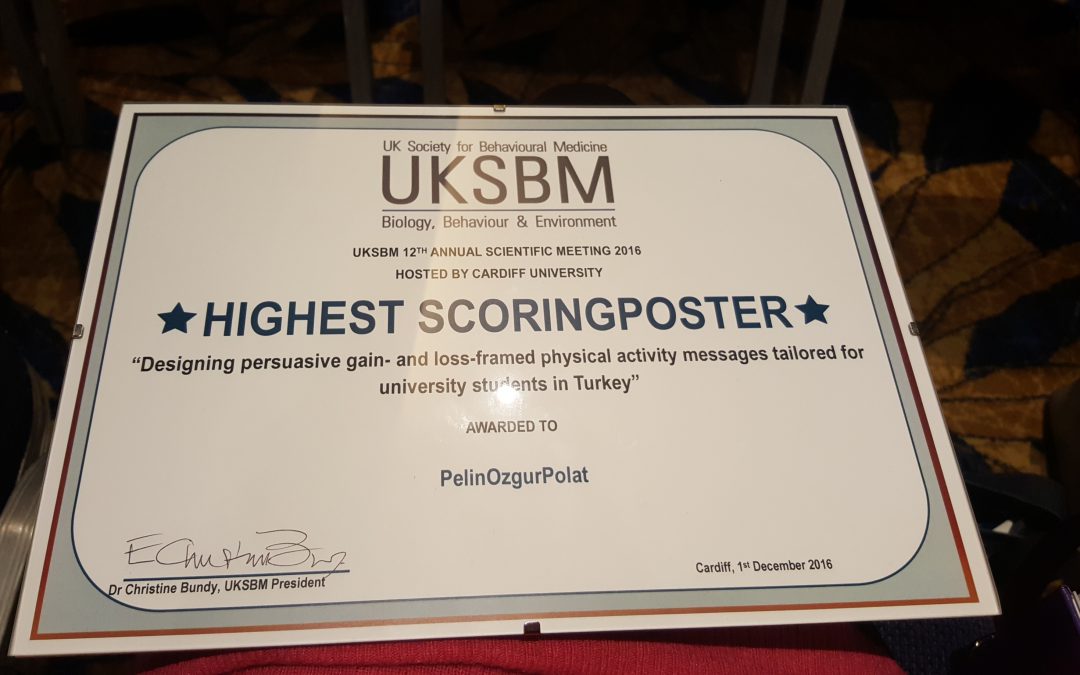 UK Society for Behavioural Medicine
UKSBM
Biology, Behaviour & Environment
UKSBM 12TH ANNUAL SCIENTIFIC MEETING 2016
HOSTED BY CARDIFF UNIVERSITY
★HIGHEST SCORINGPOSTER★
“Designing persuasive gain- and loss-framed physical activity messages tailored for
university students in Turkey”
AWARDED TO
PelinOzgurPolat
Dr Christine Bundy, UKSBM President
Cardiff, 1st December 2016